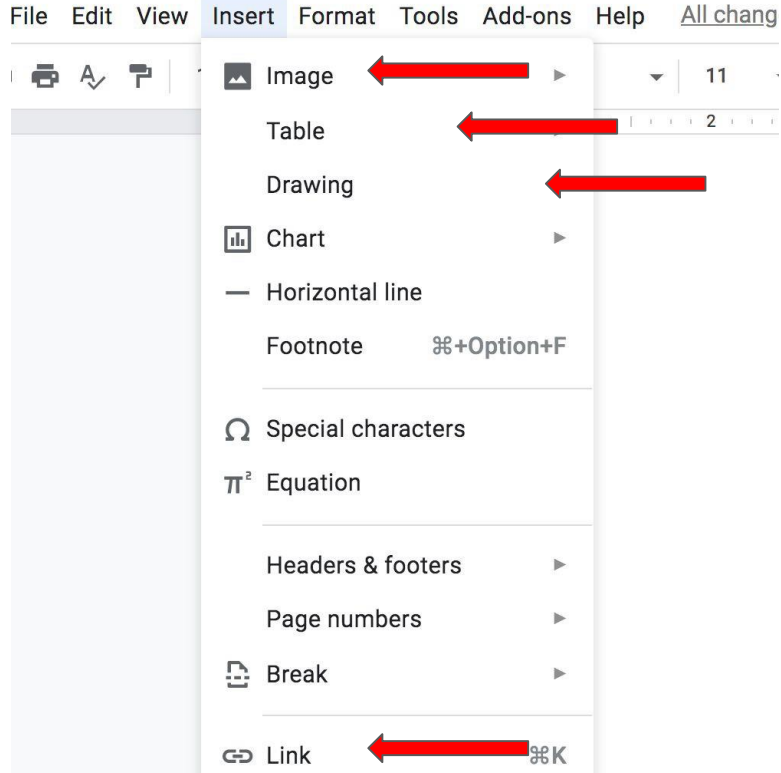 File Edit View Insert Format Tools Add-ons Help All chang
11
Image
2
Table
Drawing
Chart
Horizontal line
Footnote ⌘+Option+F
Special characters
π² Equation
Headers & footers
Page numbers
Break
Link ⌘K